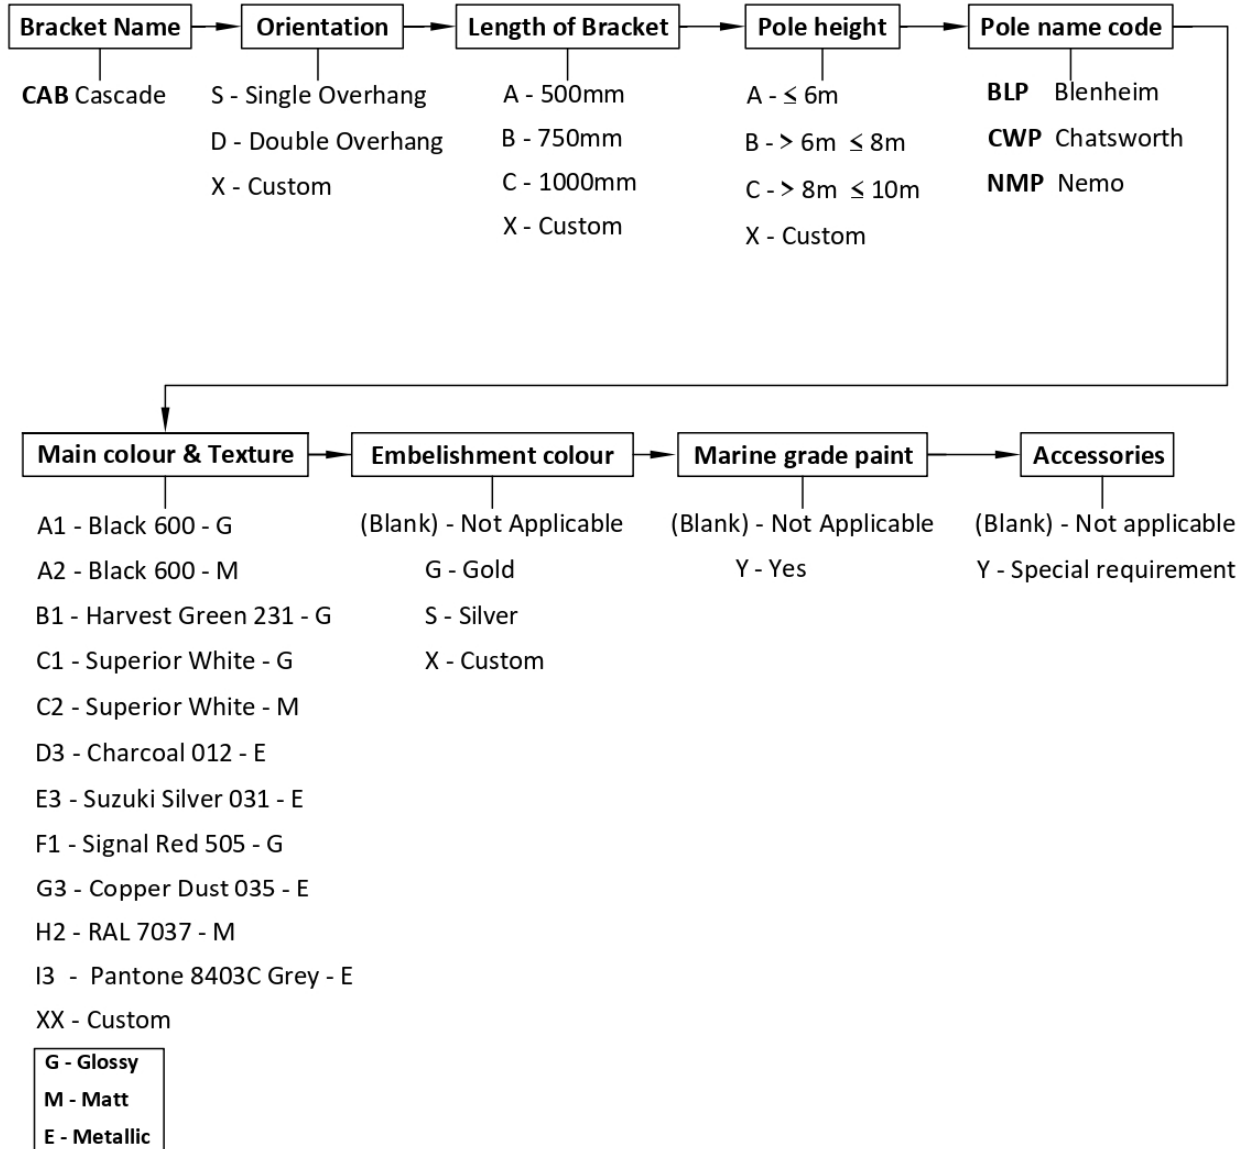 Bracket Name
CAB Cascade
Orientation
S - Single Overhang
D - Double Overhang
X - Custom
Length of Bracket
A - 500mm
B - 750mm
C - 1000mm
X - Custom
Pole height
A - ≤ 6m
B - > 6m ≤ 8m
C - > 8m ≤ 10m
X - Custom
Pole name code
BLP Blenheim
CWP Chatsworth
NMP Nemo
Main colour & Texture
A1 - Black 600 - G
A2 - Black 600 - M
B1 - Harvest Green 231 - G
C1 - Superior White - G
C2 - Superior White - M
D3 - Charcoal 012 - E
E3 - Suzuki Silver 031 - E
F1 - Signal Red 505 - G
G3 - Copper Dust 035 - E
H2 - RAL 7037 - M
I3 - Pantone 8403C Grey - E
XX - Custom
G - Glossy
M - Matt
E - Metallic
Embelishment colour
(Blank) - Not Applicable
G - Gold
S - Silver
X - Custom
Marine grade paint
(Blank) - Not Applicable
Y - Yes
Accessories
(Blank) - Not applicable
Y - Special requirement